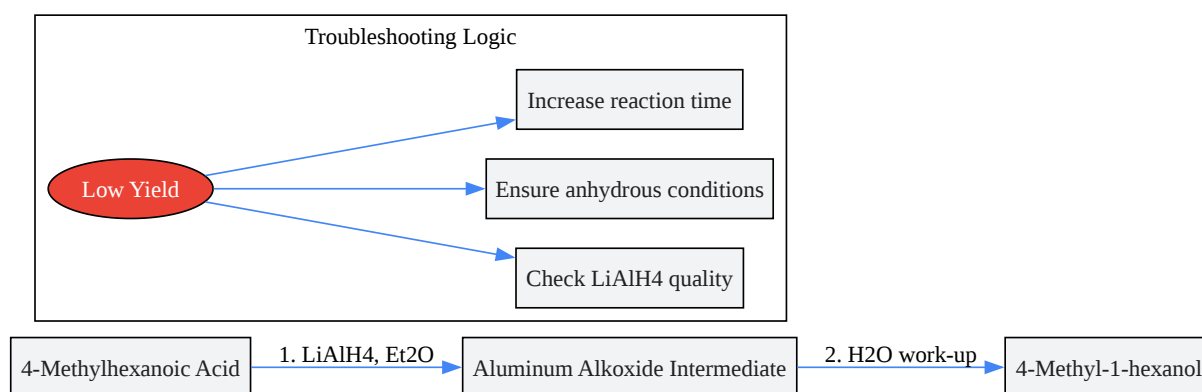 Troubleshooting Logic
Increase reaction time
Low Yield
Ensure anhydrous conditions
Check LiAlH4 quality
4-Methylhexanoic Acid
1. LiAlH4, Et2O
Aluminum Alkoxide Intermediate
2. H2O work-up
4-Methyl-1-hexanol